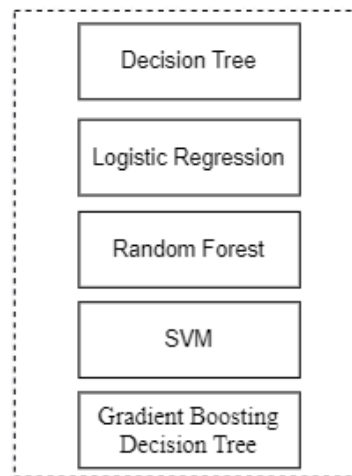 Decision Tree
Logistic Regression
Random Forest
SVM
Gradient Boosting
Decision Tree